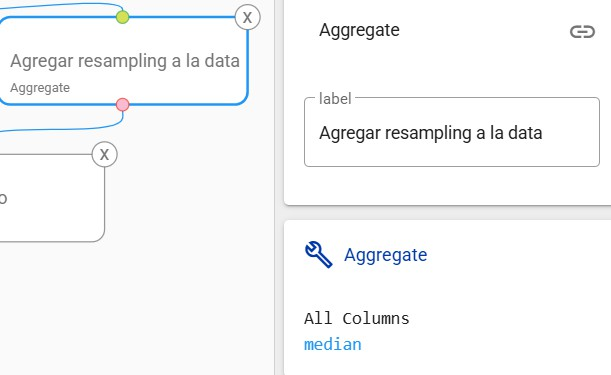 X
Agregar resampling a la data
Aggregate
X
o
Aggregate
label
Agregar resampling a la data
Aggregate
All Columns
median